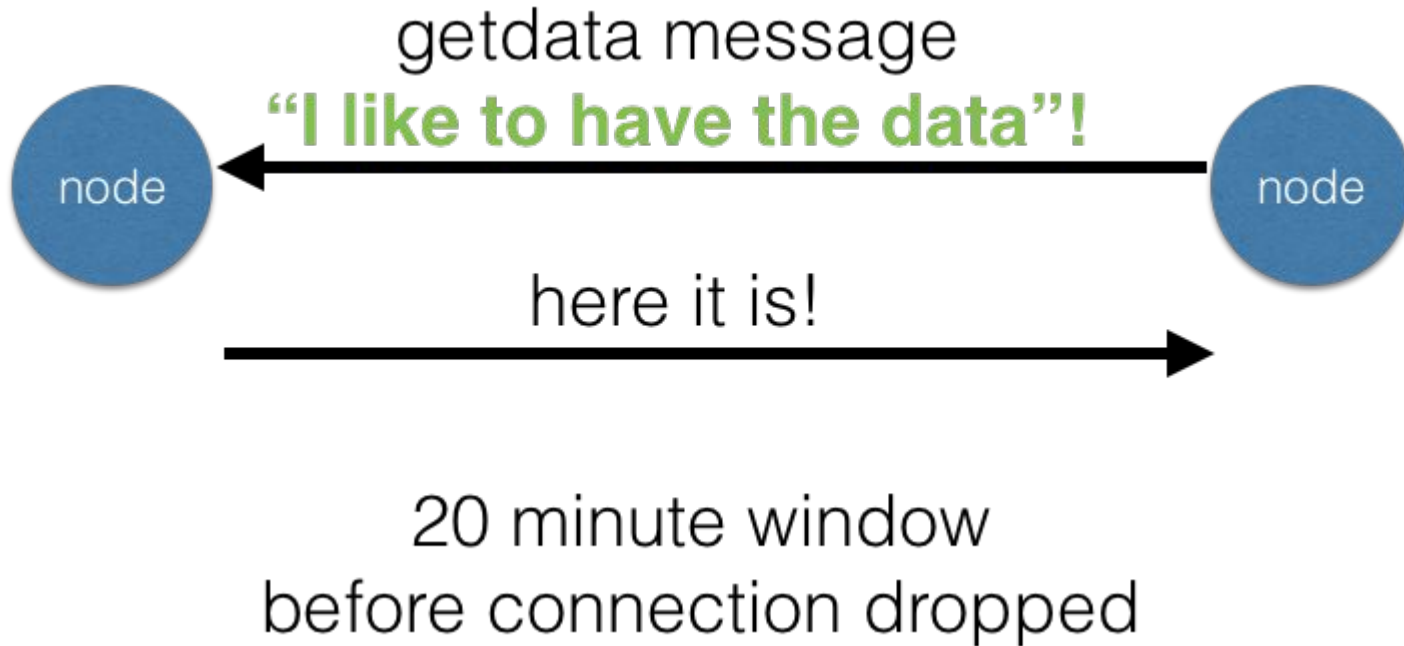 getdata message
“I like to have the data”!
node
node
here it is!
20 minute window
before connection dropped